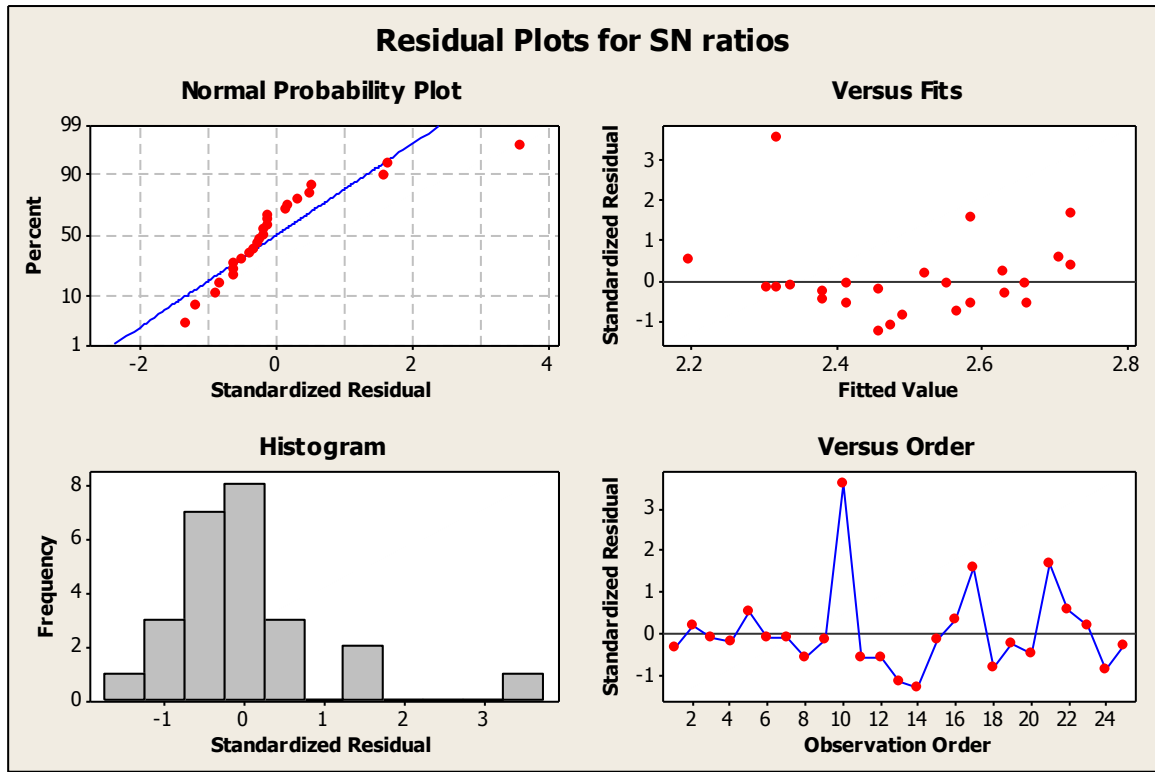 Residual Plots for SN ratios
Normal Probability Plot
Percent
99
90
50
10
1
-2 0 2 4
Standardized Residual
Versus Fits
Standardized Residual
3
2
1
0
-1
2.2 2.4 2.6 2.8
Fitted Value
Histogram
Frequency
8
6
4
2
0
-1 0 1 2 3
Standardized Residual
Versus Order
Standardized Residual
3
2
1
0
-1
2 4 6 8 10 12 14 16 18 20 22 24
Observation Order